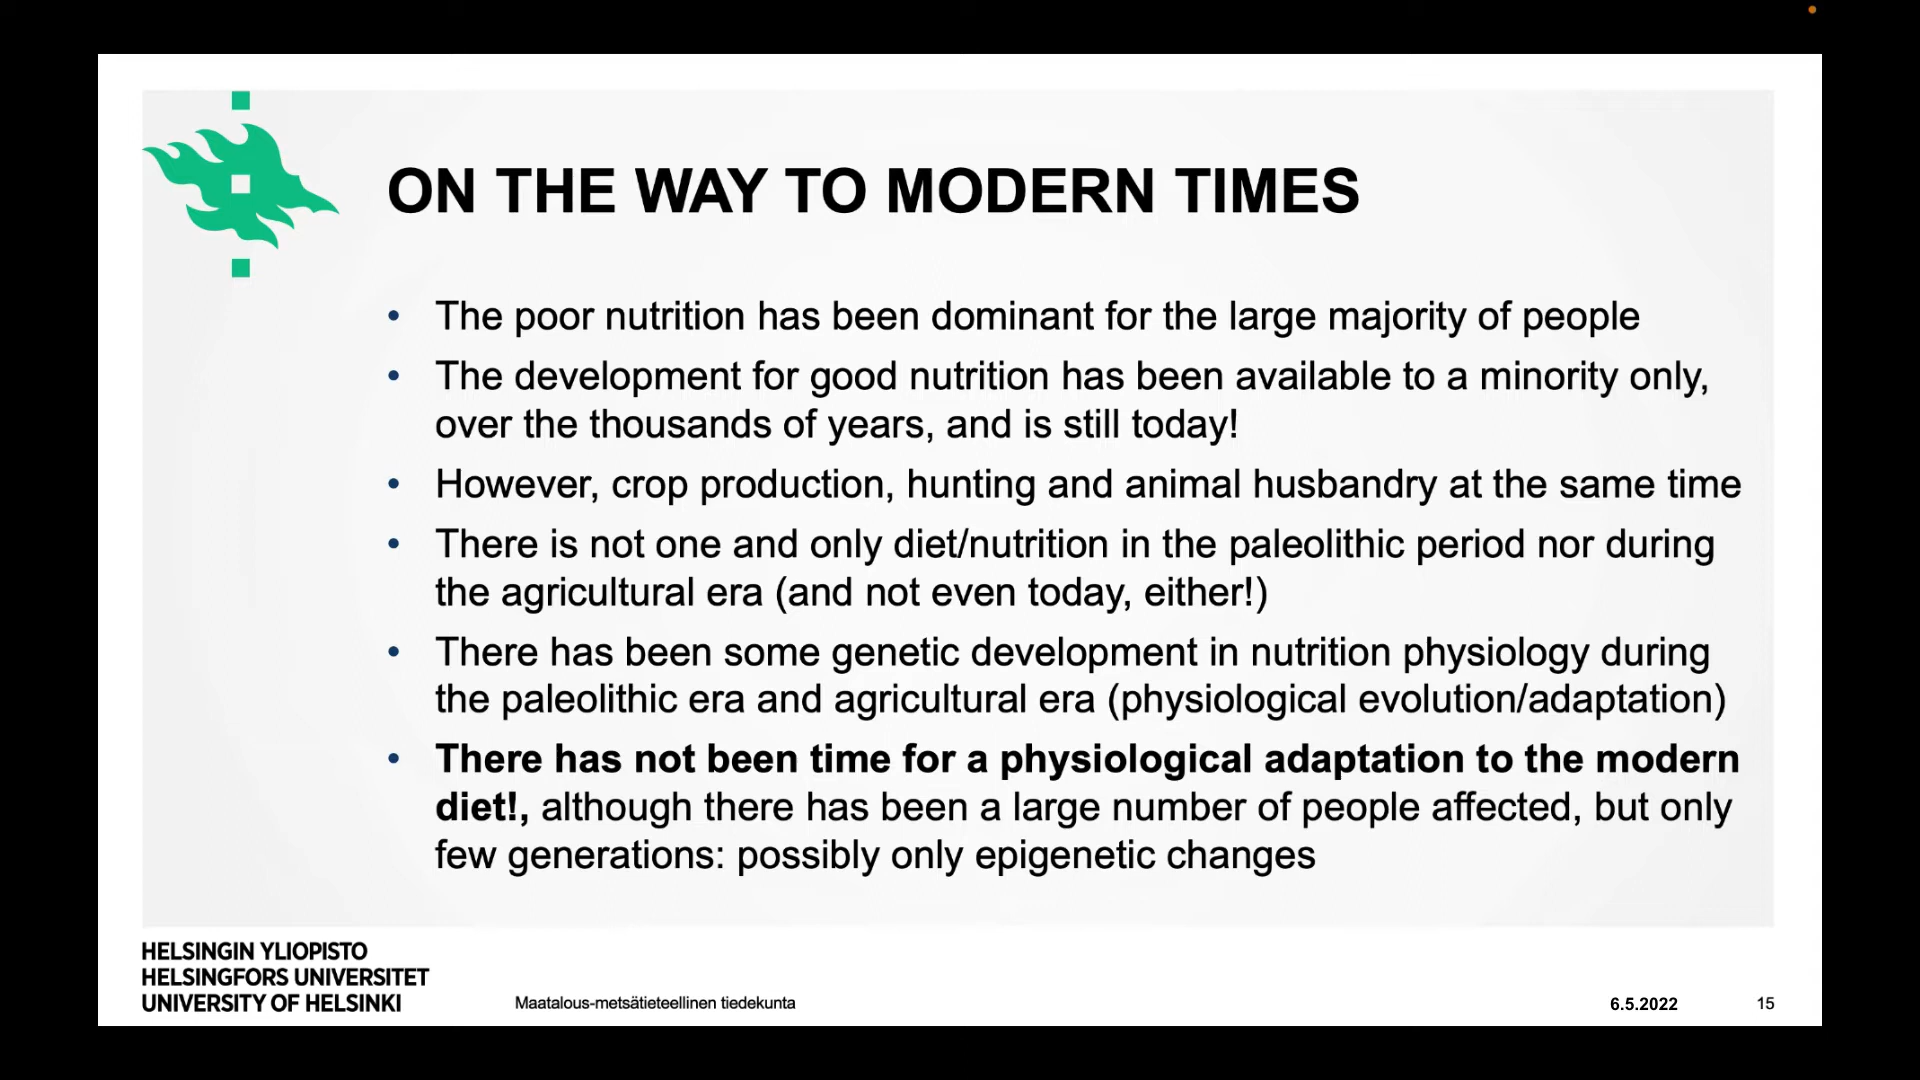 ON THE WAY TO MODERN TIMES
• The poor nutrition has been dominant for the large majority of people
• The development for good nutrition has been available to a minority only,
over the thousands of years, and is still today!
• However, crop production, hunting and animal husbandry at the same time
• There is not one and only diet/nutrition in the paleolithic period nor during
the agricultural era (and not even today, either!)
• There has been some genetic development in nutrition physiology during
the paleolithic era and agricultural era (physiological evolution/adaptation)
• There has not been time for a physiological adaptation to the modern
diet!, although there has been a large number of people affected, but only
few generations: possibly only epigenetic changes
HELSINGIN YLIOPISTO
HELSINGFORS UNIVERSITET
UNIVERSITY OF HELSINKI
Maatalous-metsätieteellinen tiedekunta
6.5.2022
15